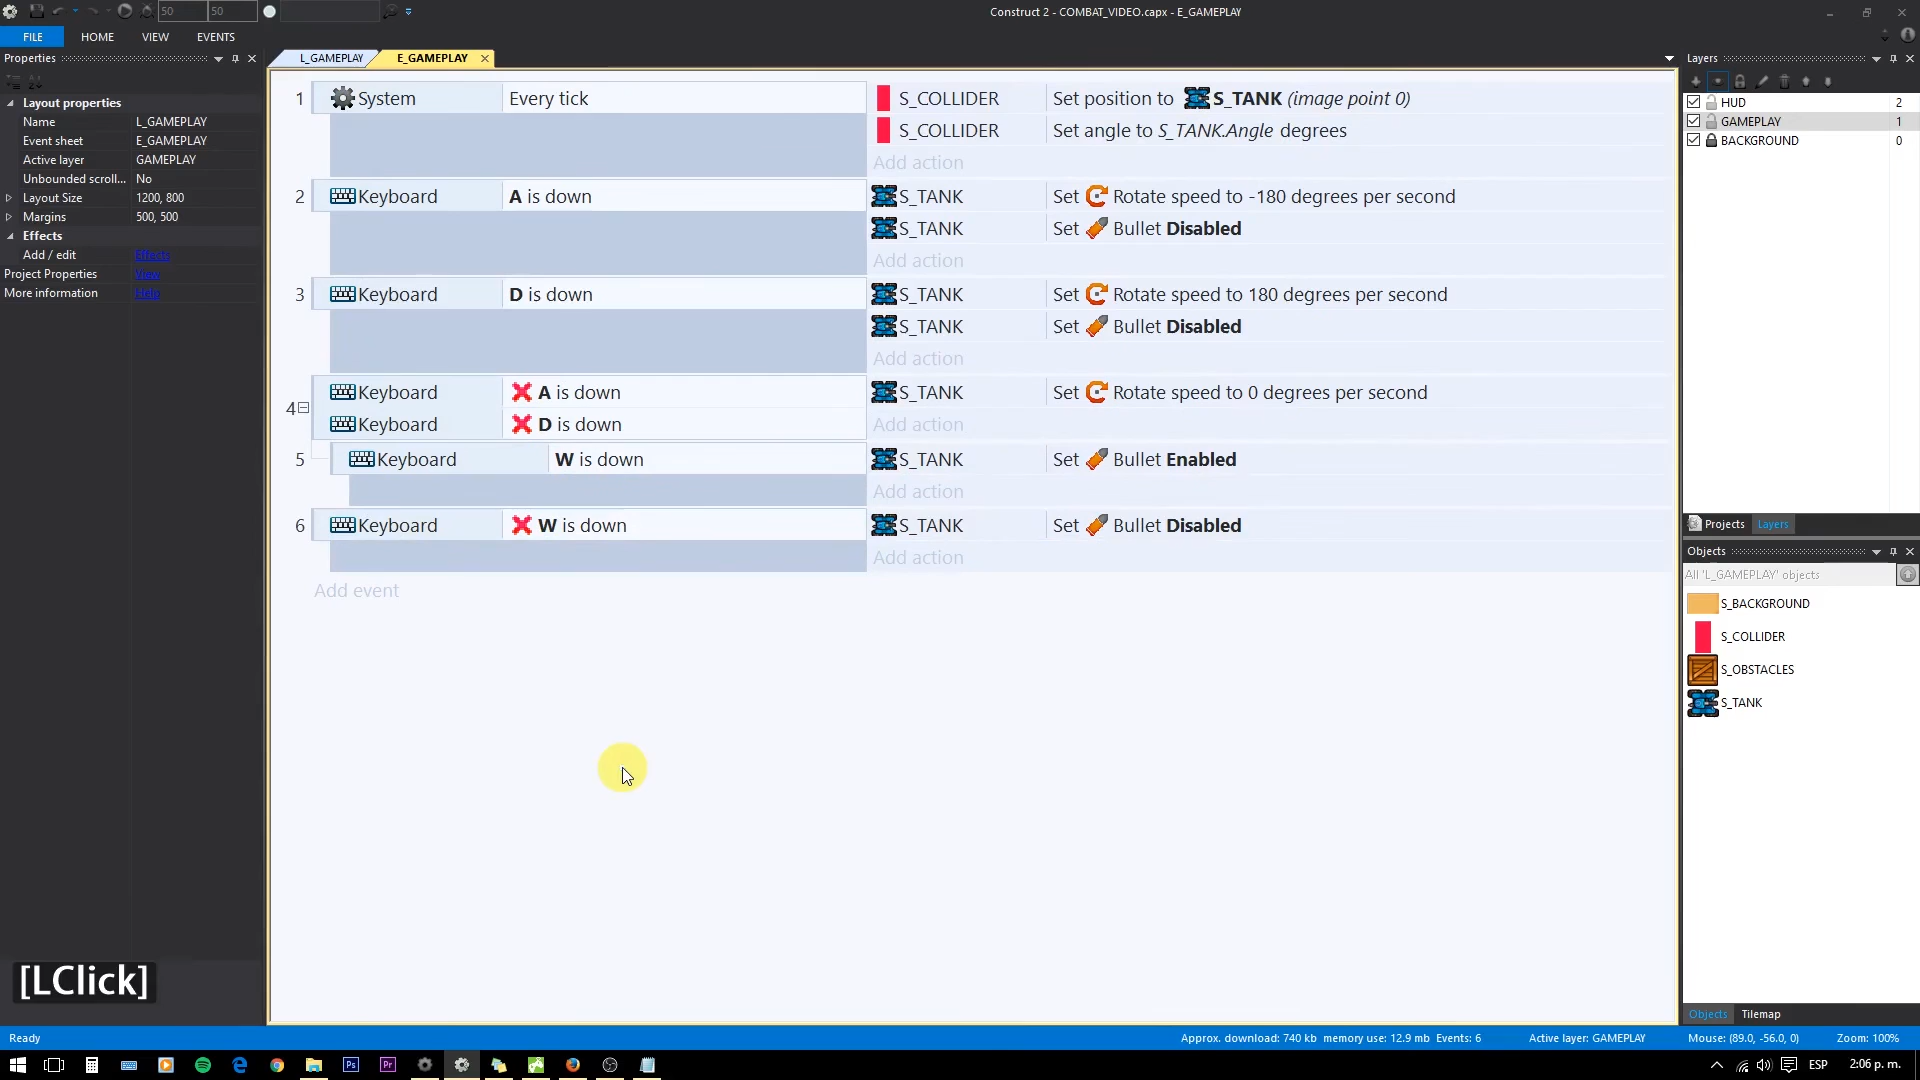 50
50
Construct 2 - COMBAT_VIDEO.capx - E_GAMEPLAY
FILE
HOME
VIEW
EVENTS
Properties
L_GAMEPLAY
E_GAMEPLAY
Layout properties
Name L_GAMEPLAY
Event sheet E_GAMEPLAY
Active layer GAMEPLAY
Unbounded scroll... No
Layout Size 1200, 800
Margins 500, 500
Effects
Add / edit Effects
Project Properties View
More information Help
1 System Every tick S_COLLIDER Set position to S_TANK (image point 0)
S_COLLIDER Set angle to S_TANK.Angle degrees
Add action
2 Keyboard A is down S_TANK Set Rotate speed to -180 degrees per second
S_TANK Set Bullet Disabled
Add action
3 Keyboard D is down S_TANK Set Rotate speed to 180 degrees per second
S_TANK Set Bullet Disabled
Add action
4 Keyboard A is down S_TANK Set Rotate speed to 0 degrees per second
Keyboard D is down Add action
5 Keyboard W is down S_TANK Set Bullet Enabled
Add action
6 Keyboard W is down S_TANK Set Bullet Disabled
Add action
Add event
Layers
HUD 2
GAMEPLAY 1
BACKGROUND 0
Projects
Layers
Objects
All 'L_GAMEPLAY' objects
S_BACKGROUND
S_COLLIDER
S_OBSTACLES
S_TANK
Objects
Tilemap
[LClick]
Ready
Approx. download: 740 kb memory use: 12.9 mb Events: 6
Active layer: GAMEPLAY
Mouse: (89.0, -56.0, 0)
Zoom: 100%
Ps
Pr
ESP
2:06 p. m.